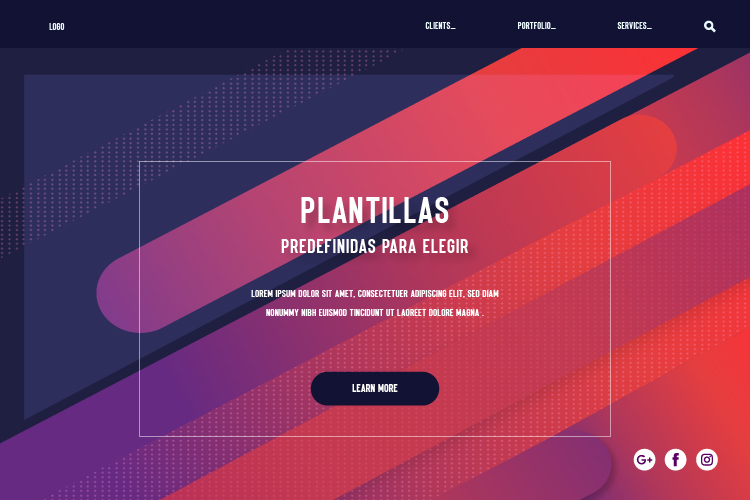 LOGO
CLIENTS_
PORTFOLIO_
SERVICES_
PLANTILLAS
PREDEFINIDAS PARA ELEGIR
LOREM IPSUM DOLOR SIT AMET, CONSECTETUER ADIPISCING ELIT, SED DIAM
NONUMMY NIBH EUISMOD TINCIDUNT UT LAOREET DOLORE MAGNA .
LEARN MORE
G+ f